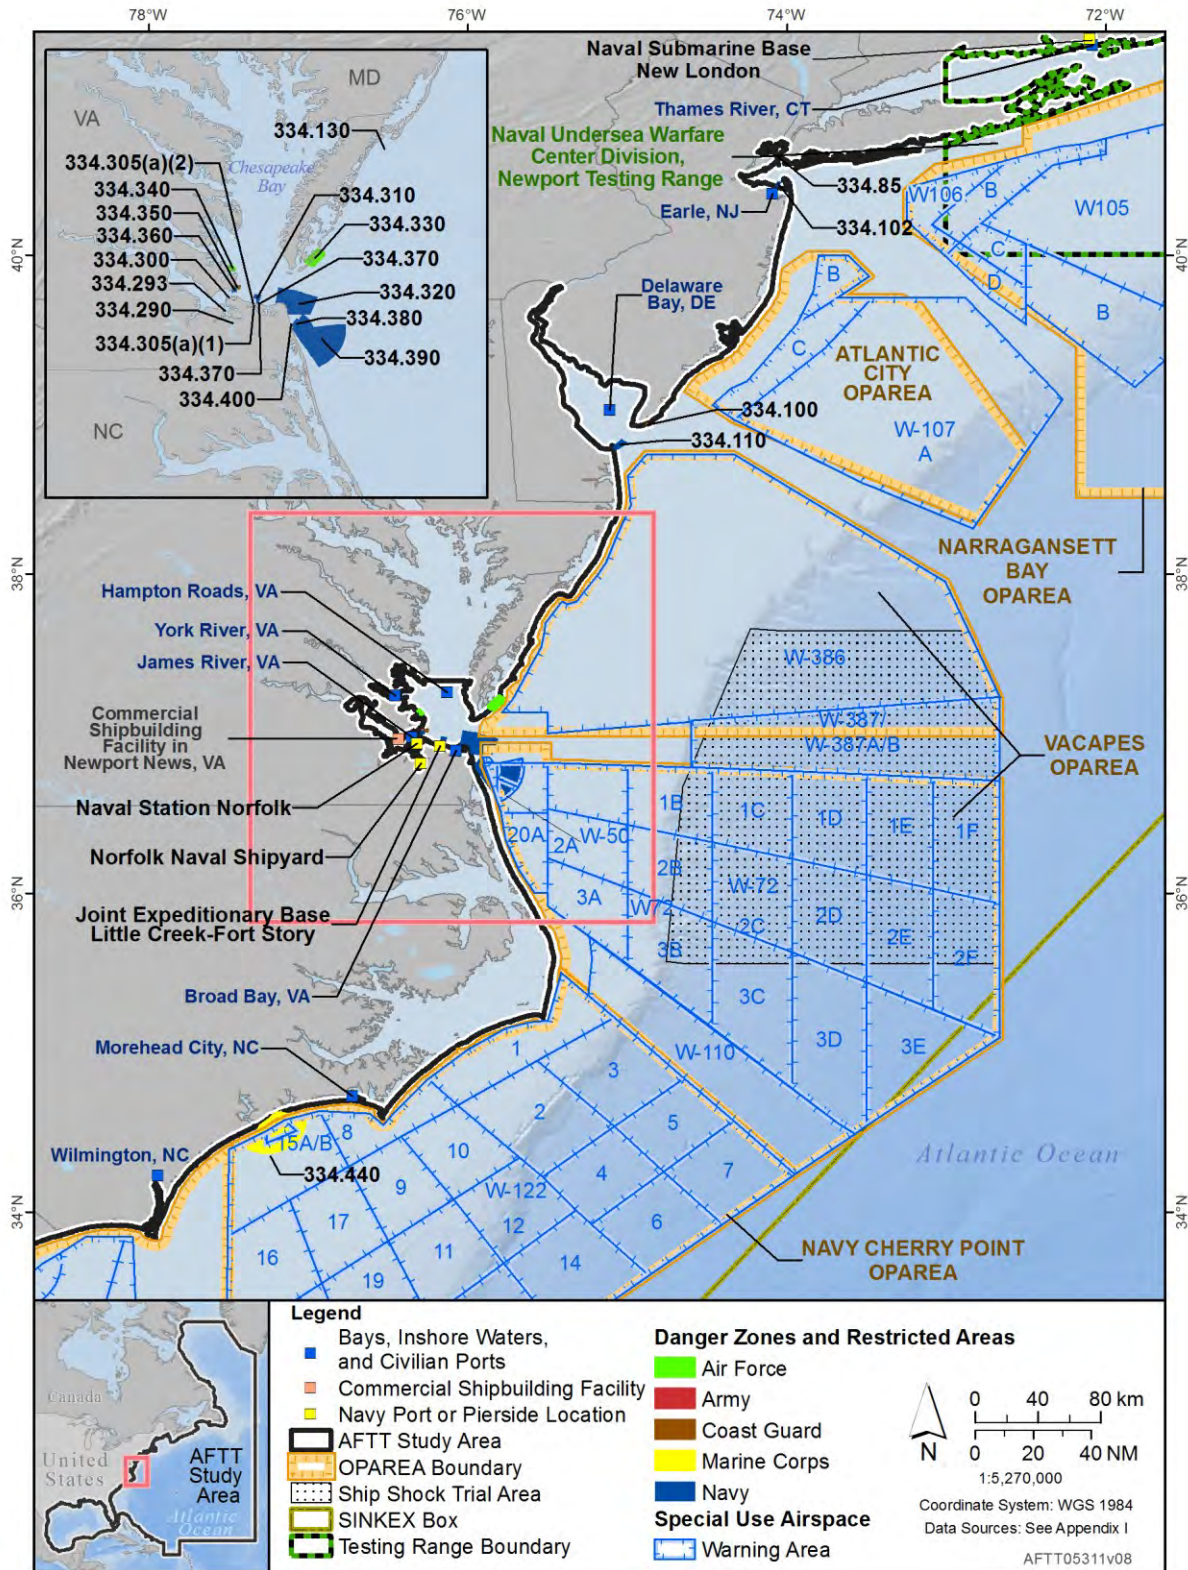 78°W
76°W
74°W
72°W
40°N
38°N
36°N
34°N
40°N
38°N
36°N
34°N
MD
VA
NC
Chesapeake
Bay
334.130
334.305(a)(2)
334.340
334.350
334.360
334.300
334.293
334.290
334.305(a)(1)
334.370
334.400
334.310
334.330
334.370
334.320
334.380
334.390
Naval Submarine Base
New London
Thames River, CT
Naval Undersea Warfare
Center Division,
Newport Testing Range
334.85
Earle, NJ
334.102
W106
B
W105
C
D
B
Delaware
Bay, DE
B
C
ATLANTIC
CITY
OPAREA
W-107
A
334.100
334.110
NARRAGANSETT
BAY
OPAREA
Hampton Roads, VA
York River, VA
James River, VA
Commercial
Shipbuilding
Facility in
Newport News, VA
Naval Station Norfolk
Norfolk Naval Shipyard
Joint Expeditionary Base
Little Creek-Fort Story
Broad Bay, VA
Morehead City, NC
Wilmington, NC
W-386
W-387/
W-387A/B
VACAPES
OPAREA
1B
1C
1D
1E
1F
20A
2A
W-50
2B
W-72
3A
W72
2C
2D
2E
2F
3B
3C
3D
3E
W-110
1
3
2
5
8
15A/B
10
4
7
334.440
9
W-122
17
12
6
16
11
14
19
Atlantic Ocean
NAVY CHERRY POINT
OPAREA
Canada
United
States
AFTT
Study
Area
Atlantic
Ocean
Legend
Bays, Inshore Waters,
and Civilian Ports
Commercial Shipbuilding Facility
Navy Port or Pierside Location
AFTT Study Area
OPAREA Boundary
Ship Shock Trial Area
SINKEX Box
Testing Range Boundary
Danger Zones and Restricted Areas
Air Force
Army
Coast Guard
Marine Corps
Navy
Special Use Airspace
Warning Area
N
0 40 80 km
0 20 40 NM
1:5,270,000
Coordinate System: WGS 1984
Data Sources: See Appendix I
AFTT05311v08